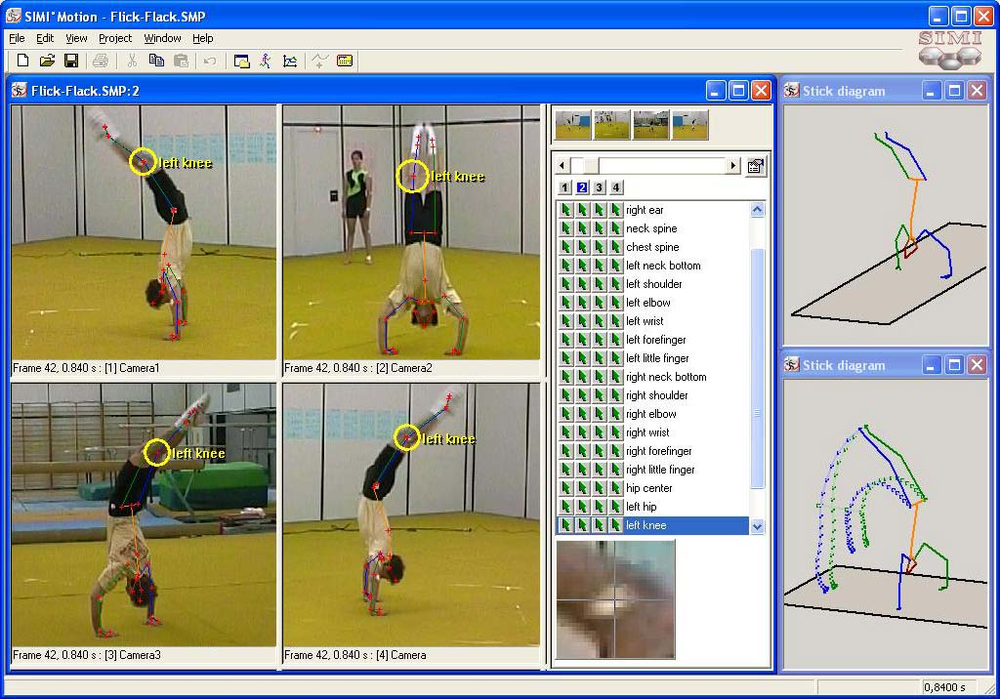 SIMI°Motion - Flick-Flack.SMP
File Edit View Project Window Help
SIMI
Flick-Flack.SMP:2
left knee
left knee
Frame 42, 0.840 s : [1] Camera1
Frame 42, 0.840 s : [2] Camera2
left knee
left knee
Frame 42, 0.840 s : [3] Camera3
Frame 42, 0.840 s : [4] Camera
1 2 3 4
right ear
neck spine
chest spine
left neck bottom
left shoulder
left elbow
left wrist
left forefinger
left little finger
right neck bottom
right shoulder
right elbow
right wrist
right forefinger
right little finger
hip center
left hip
left knee
Stick diagram
Stick diagram
0,8400 s